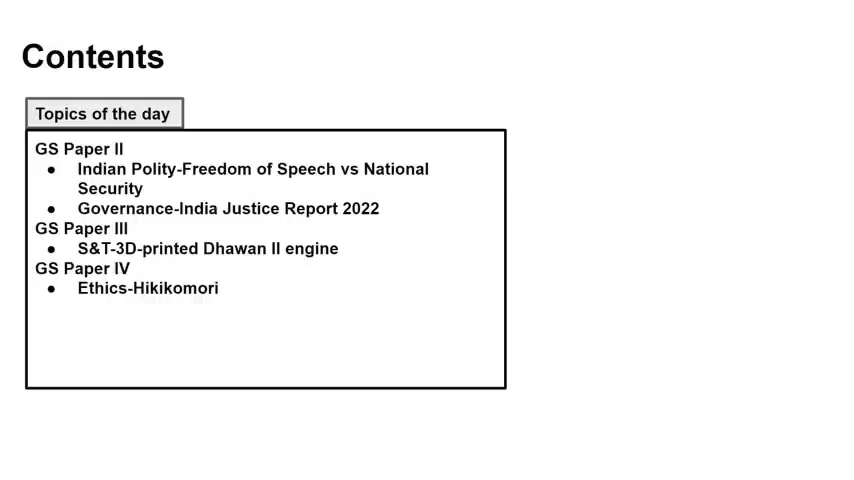 Contents
Topics of the day
GS Paper II
● Indian Polity-Freedom of Speech vs National
Security
● Governance-India Justice Report 2022
GS Paper III
● S&T-3D-printed Dhawan II engine
GS Paper IV
● Ethics-Hikikomori